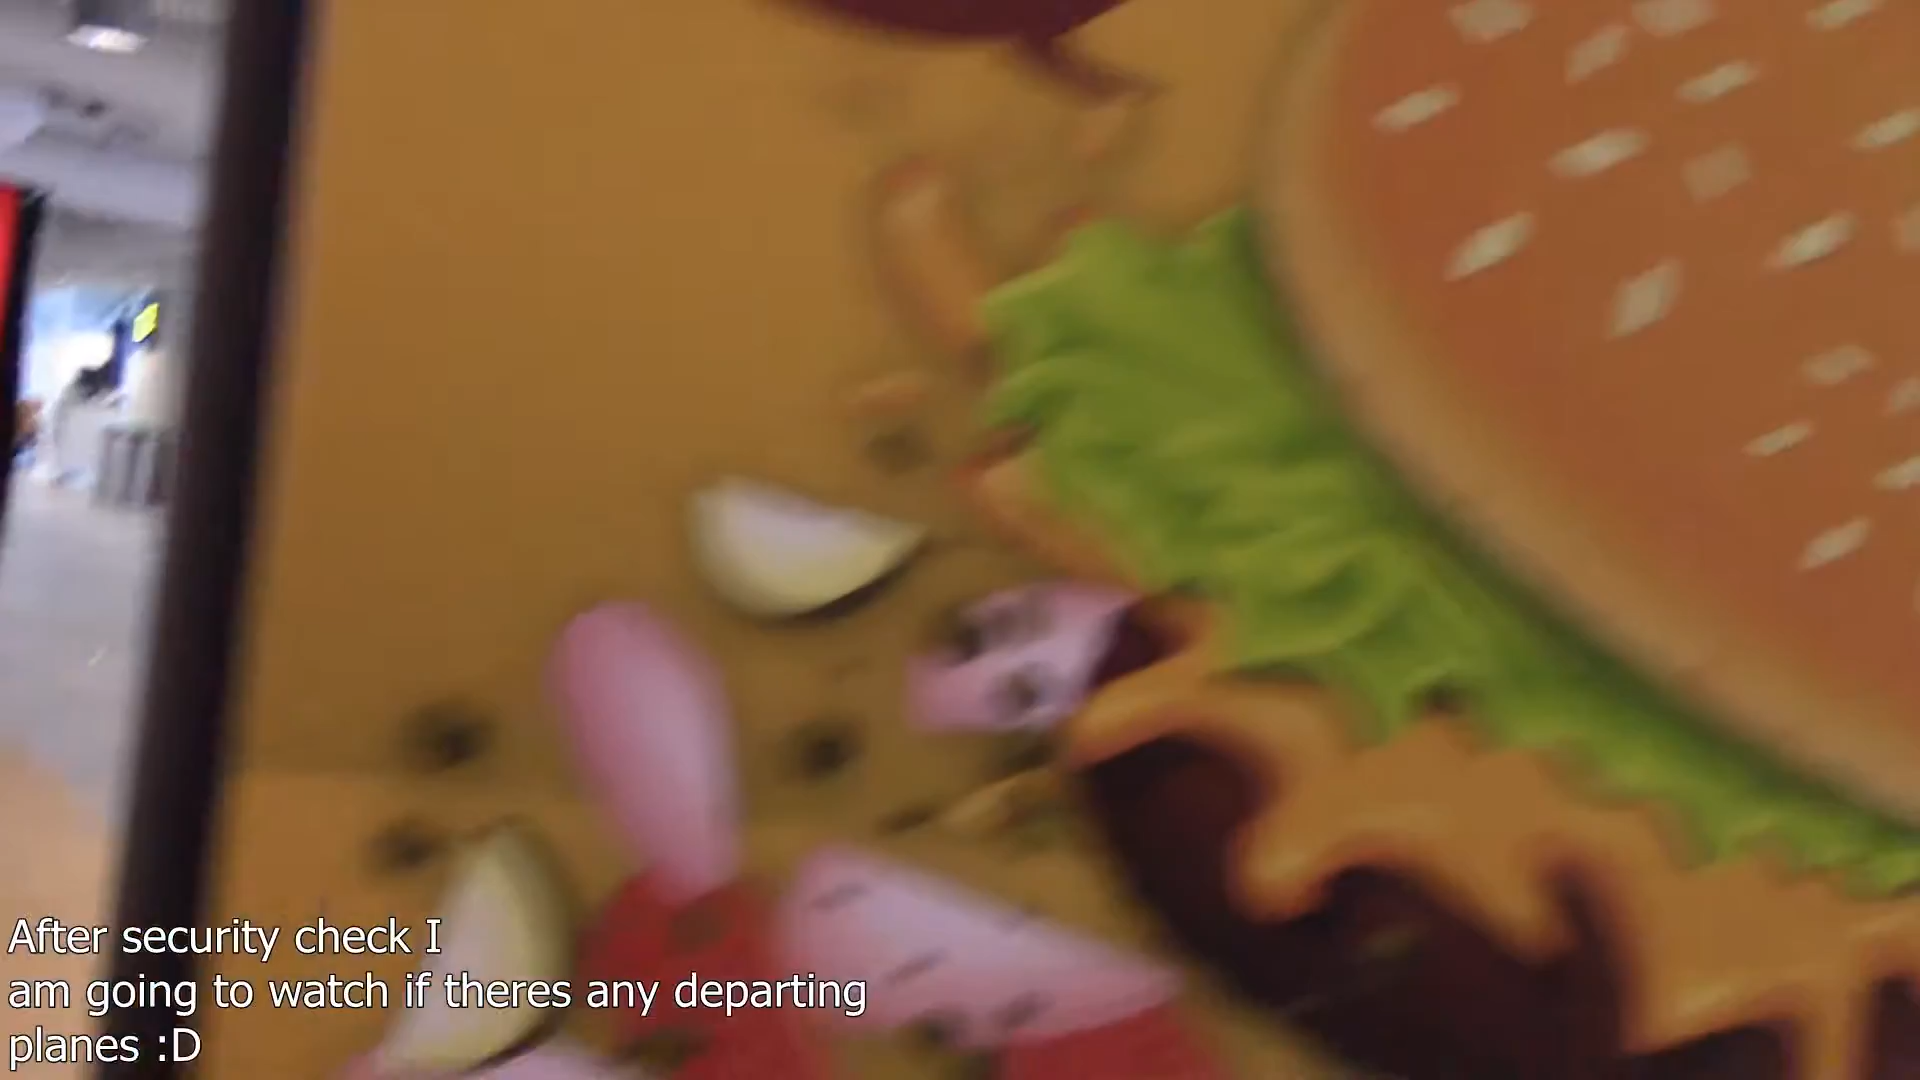 After security check I
am going to watch if theres any departing
planes :D